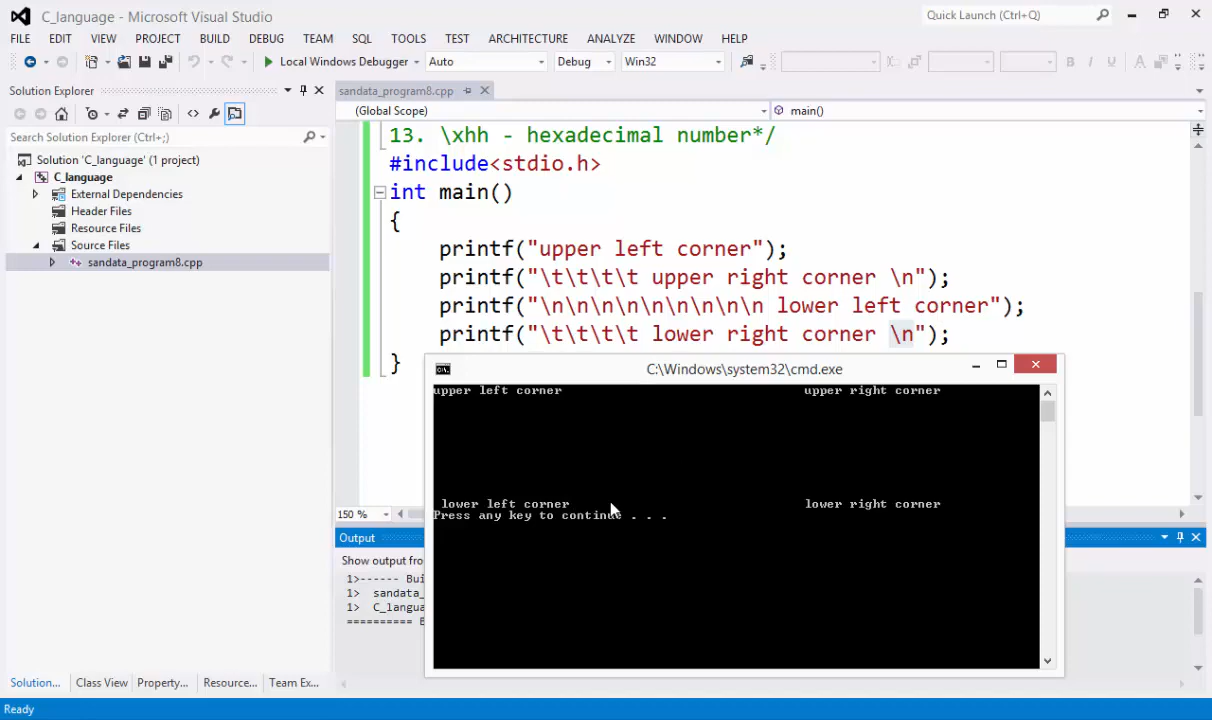 C_language - Microsoft Visual Studio
Quick Launch (Ctrl+Q)
FILE EDIT VIEW PROJECT BUILD DEBUG TEAM SQL TOOLS TEST ARCHITECTURE ANALYZE WINDOW HELP
Local Windows Debugger Auto Debug Win32
Solution Explorer
Search Solution Explorer (Ctrl+;)
Solution 'C_language' (1 project)
C_language
External Dependencies
Header Files
Resource Files
Source Files
sandata_program8.cpp
sandata_program8.cpp
(Global Scope) main()
13. \xhh - hexadecimal number*/
#include<stdio.h>
int main()
{
printf("upper left corner");
printf("\t\t\t\t upper right corner \n");
printf("\n\n\n\n\n\n\n\n\n lower left corner");
printf("\t\t\t\t lower right corner \n");
}
150 %
C:\Windows\system32\cmd.exe
upper left corner upper right corner
lower left corner lower right corner
Press any key to continue . . .
Output
Show output fro
1>------ Bui
1> sandata_
1> C_langua
==========
Solution... Class View Property... Resource... Team Ex...
Ready